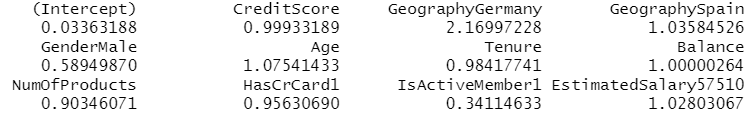 (Intercept) CreditScore GeographyGermany GeographySpain
0.03363188 0.99933189 2.16997228 1.03584526
GenderMale Age Tenure Balance
0.58949870 1.07541433 0.98417741 1.00000264
NumOfProducts HasCrCard1 IsActiveMember1 EstimatedSalary57510
0.90346071 0.95630690 0.34114633 1.02803067